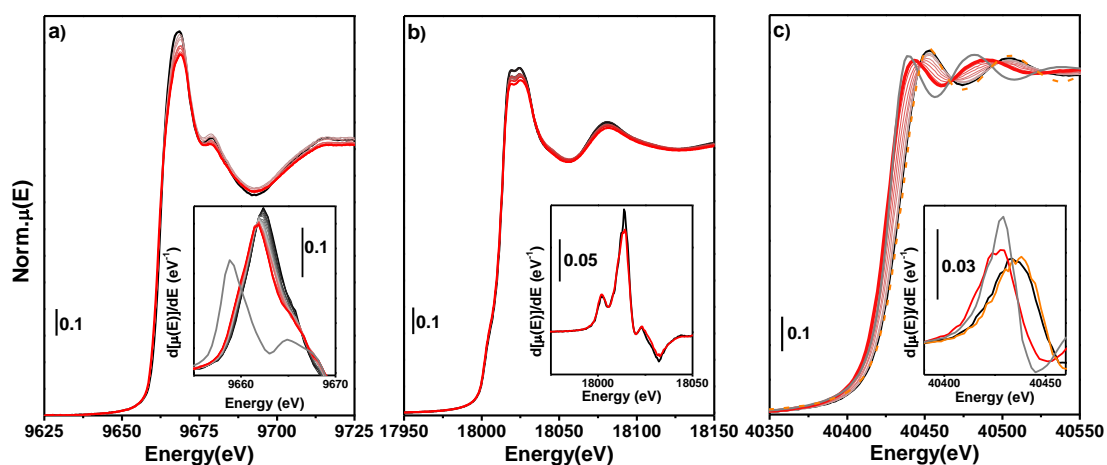 a)
Norm.μ(E)
0.1
d[μ(E)]/dE (eV⁻¹)
0.1
9662 9670
Energy (eV)
9625 9650 9675 9700 9725
Energy(eV)
b)
0.1
d[μ(E)]/dE (eV⁻¹)
0.05
18000 18050
Energy (eV)
17950 18000 18050 18100 18150
Energy(eV)
c)
0.1
d[μ(E)]/dE (eV⁻¹)
0.03
40400 40450
Energy (eV)
40350 40400 40450 40500 40550
Energy(eV)